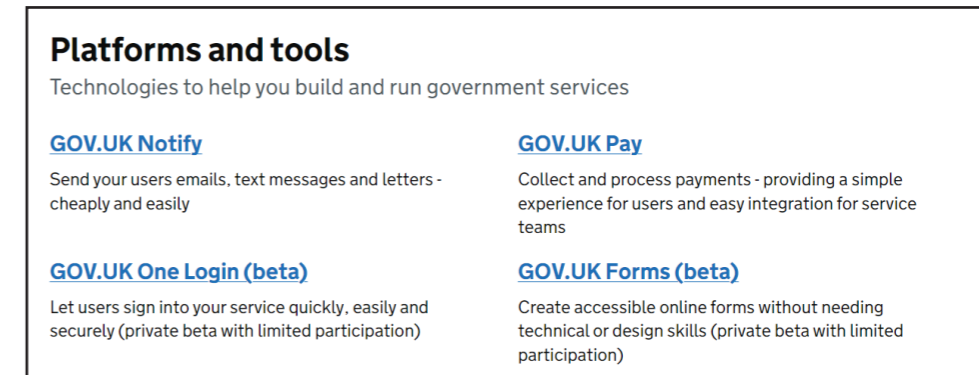 Platforms and tools
Technologies to help you build and run government services
GOV.UK Notify
Send your users emails, text messages and letters -
cheaply and easily
GOV.UK Pay
Collect and process payments - providing a simple
experience for users and easy integration for service
teams
GOV.UK One Login (beta)
Let users sign into your service quickly, easily and
securely (private beta with limited participation)
GOV.UK Forms (beta)
Create accessible online forms without needing
technical or design skills (private beta with limited
participation)